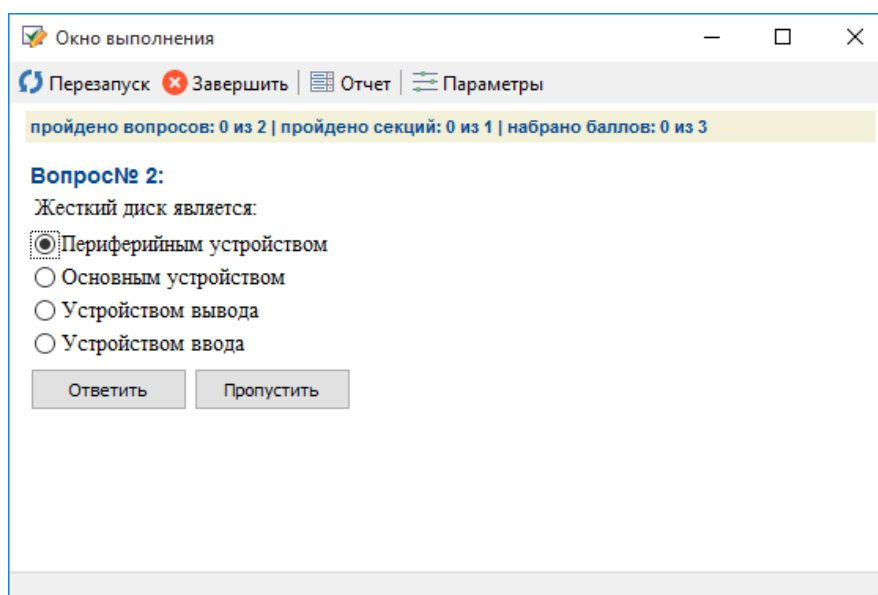 Окно выполнения
Перезапуск Завершить Отчет Параметры
пройдено вопросов: 0 из 2 | пройдено секций: 0 из 1 | набрано баллов: 0 из 3
Вопрос№ 2:
Жесткий диск является:
Периферийным устройством
Основным устройством
Устройством вывода
Устройством ввода
Ответить Пропустить